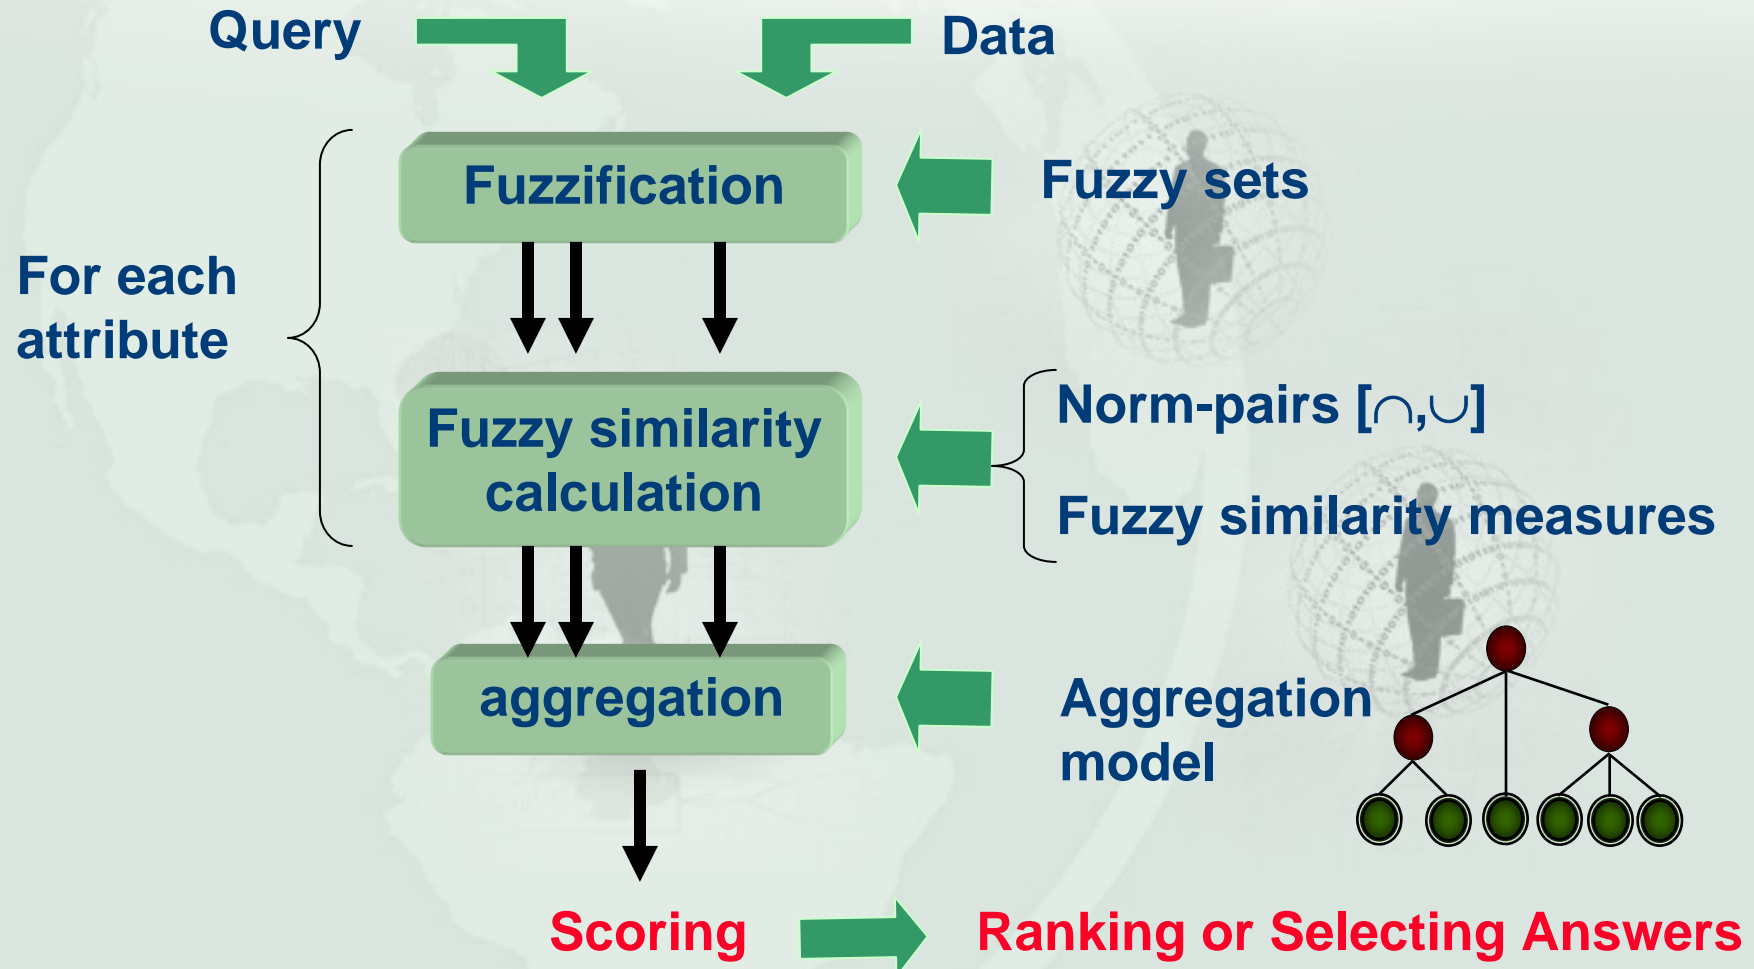 Query
Data
Fuzzification
Fuzzy sets
For each
attribute
Fuzzy similarity
calculation
Norm-pairs [∩,∪]
Fuzzy similarity measures
aggregation
Aggregation
model
Scoring
Ranking or Selecting Answers